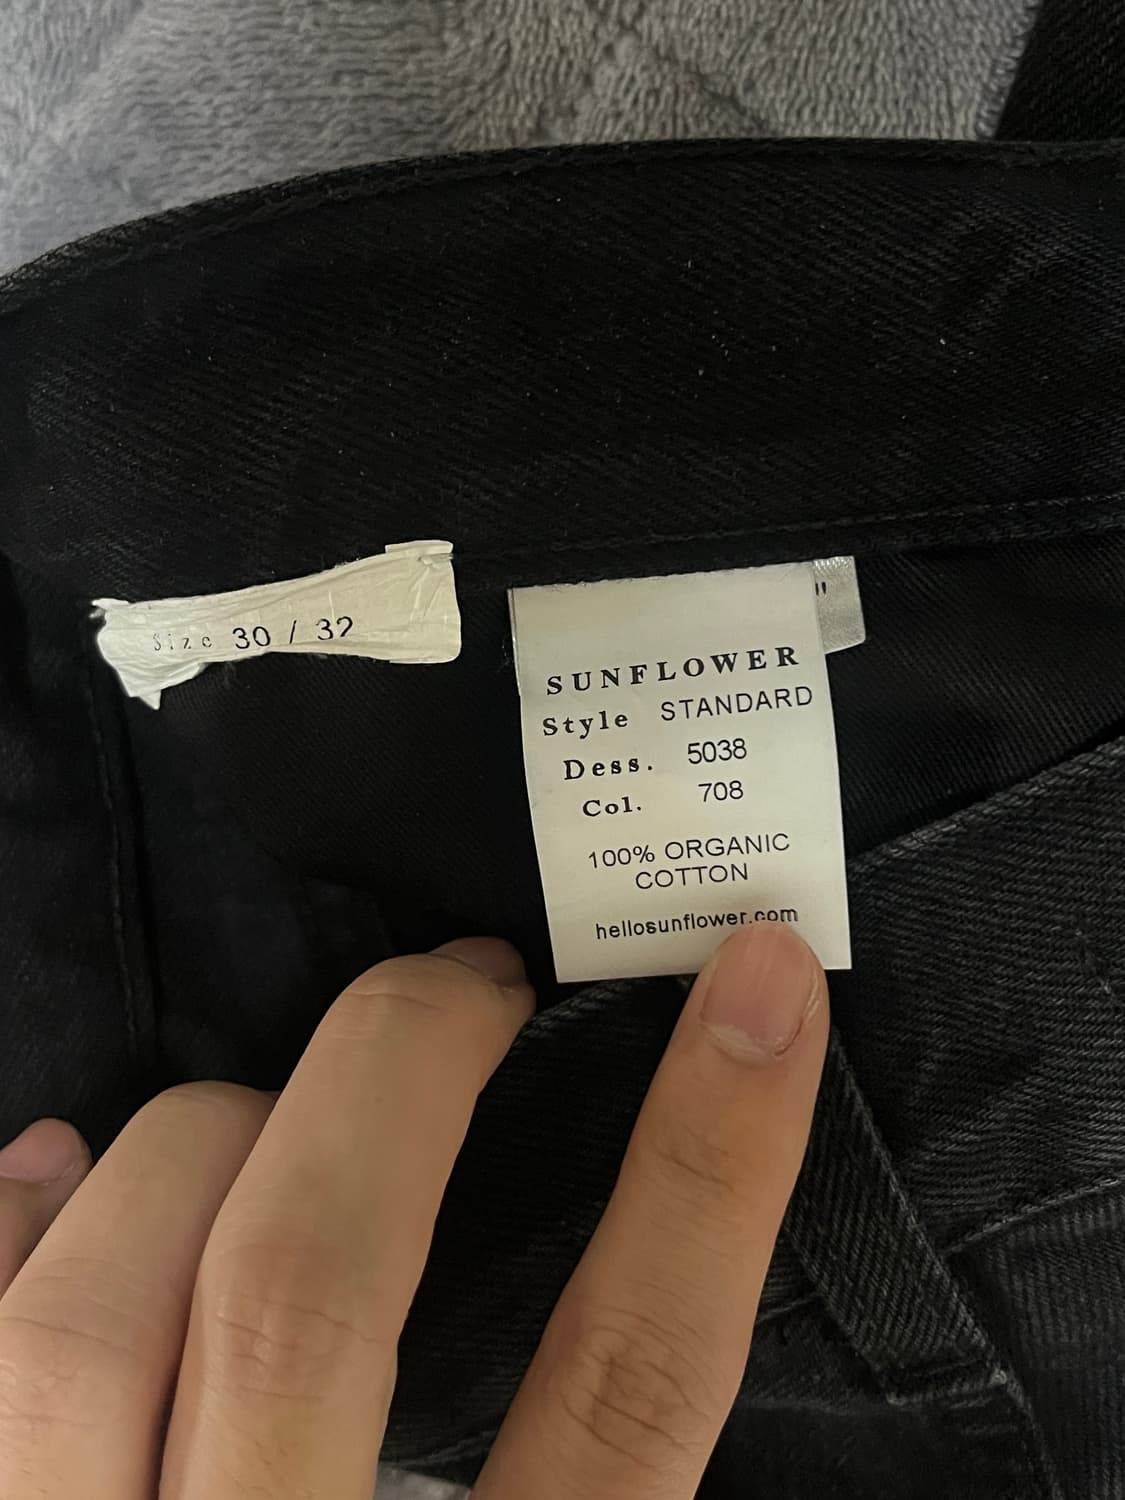 Size 30 / 32
"
SUNFLOWER
Style STANDARD
Dess. 5038
Col. 708
100% ORGANIC
COTTON
hellosunflower.com